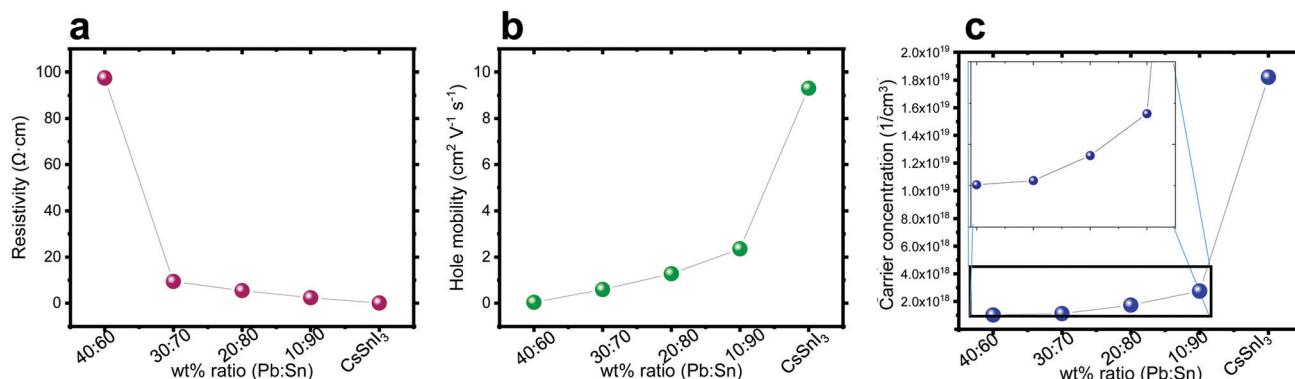 a
Resistivity (Ω·cm)
100
80
60
40
20
0
40:60
30:70
20:80
10:90
CsSnI₃
wt% ratio (Pb:Sn)
b
Hole mobility (cm² V⁻¹ s⁻¹)
10
8
6
4
2
0
40:60
30:70
20:80
10:90
CsSnI₃
wt% ratio (Pb:Sn)
c
Carrier concentration (1/cm³)
2.0x10¹⁹
1.8x10¹⁹
1.6x10¹⁹
1.4x10¹⁹
1.2x10¹⁹
1.0x10¹⁹
8.0x10¹⁸
6.0x10¹⁸
4.0x10¹⁸
2.0x10¹⁸
40:60
30:70
20:80
10:90
CsSnI₃
wt% ratio (Pb:Sn)